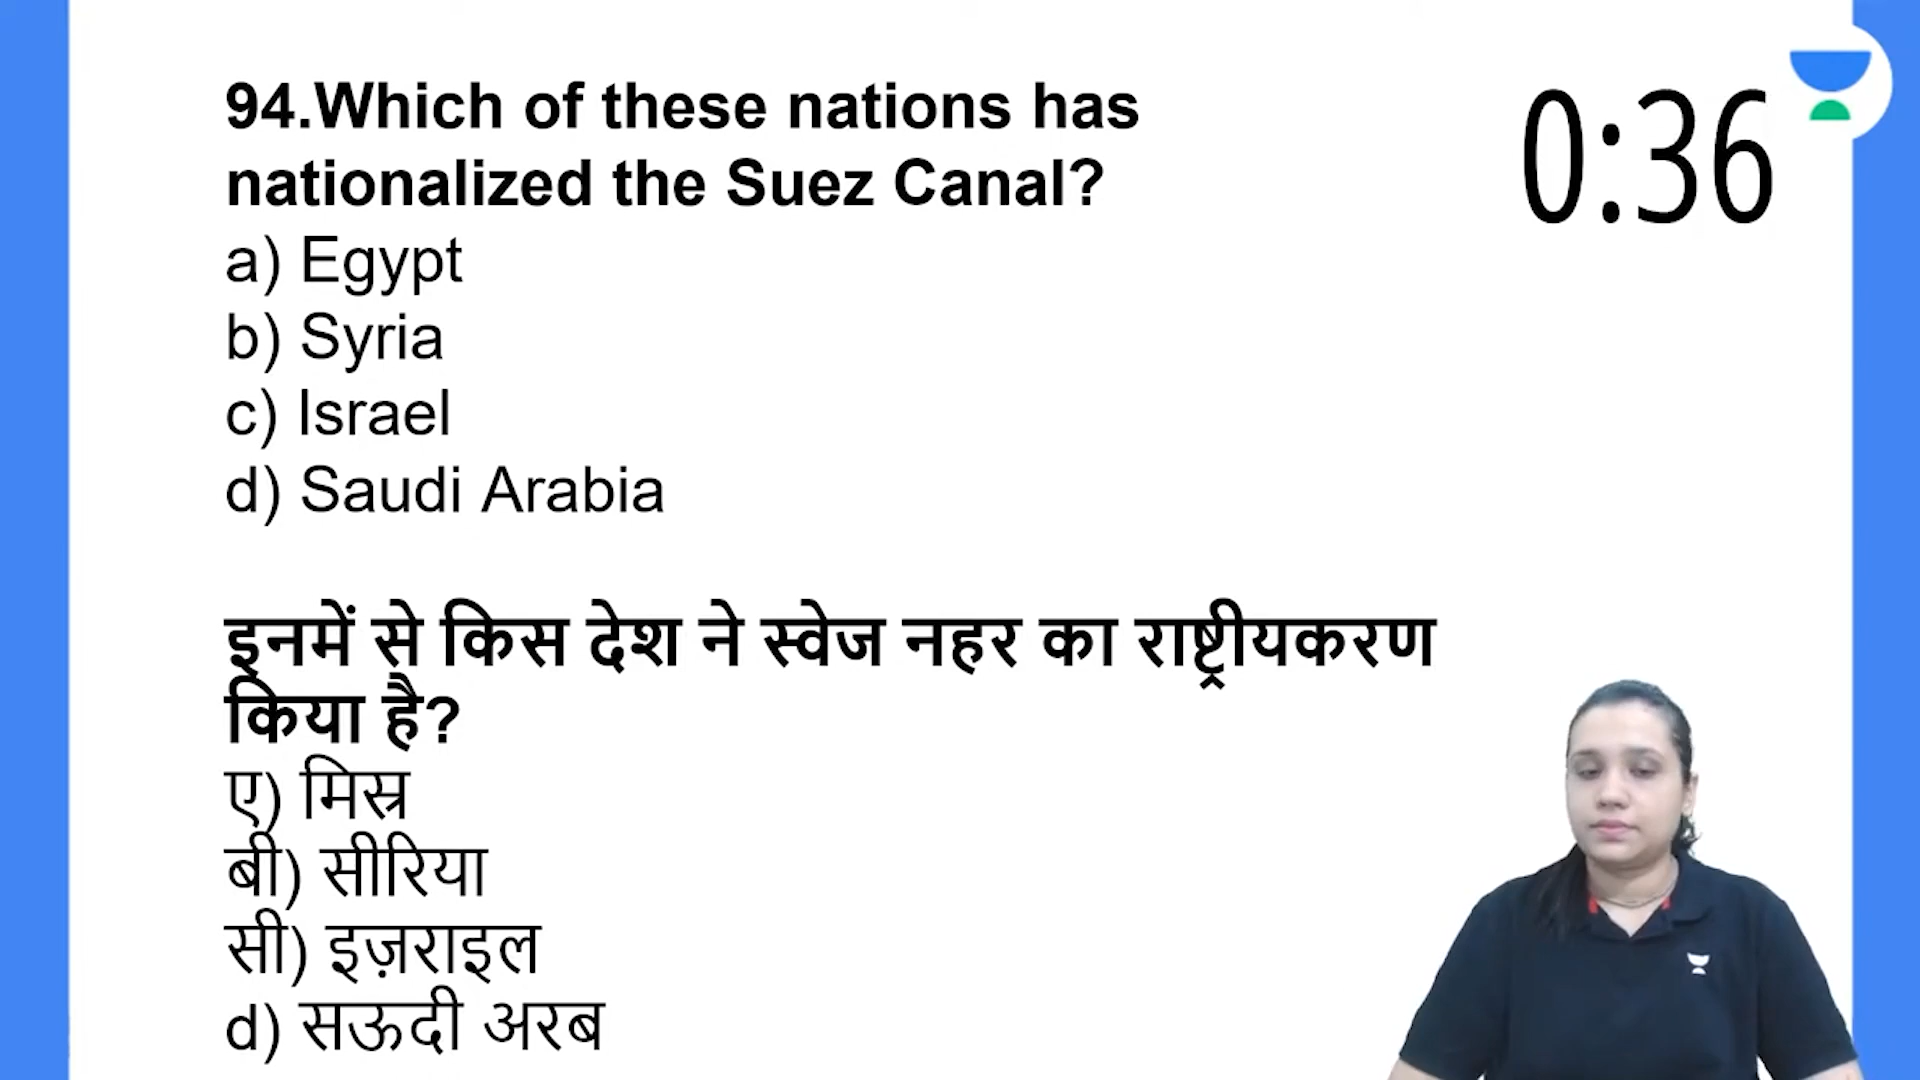 94.Which of these nations has
nationalized the Suez Canal?
a) Egypt
b) Syria
c) Israel
d) Saudi Arabia
0:36
इनमें से किस देश ने स्वेज नहर का राष्ट्रीयकरण
किया है?
ए) मिस्र
बी) सीरिया
सी) इज़राइल
d) सऊदी अरब